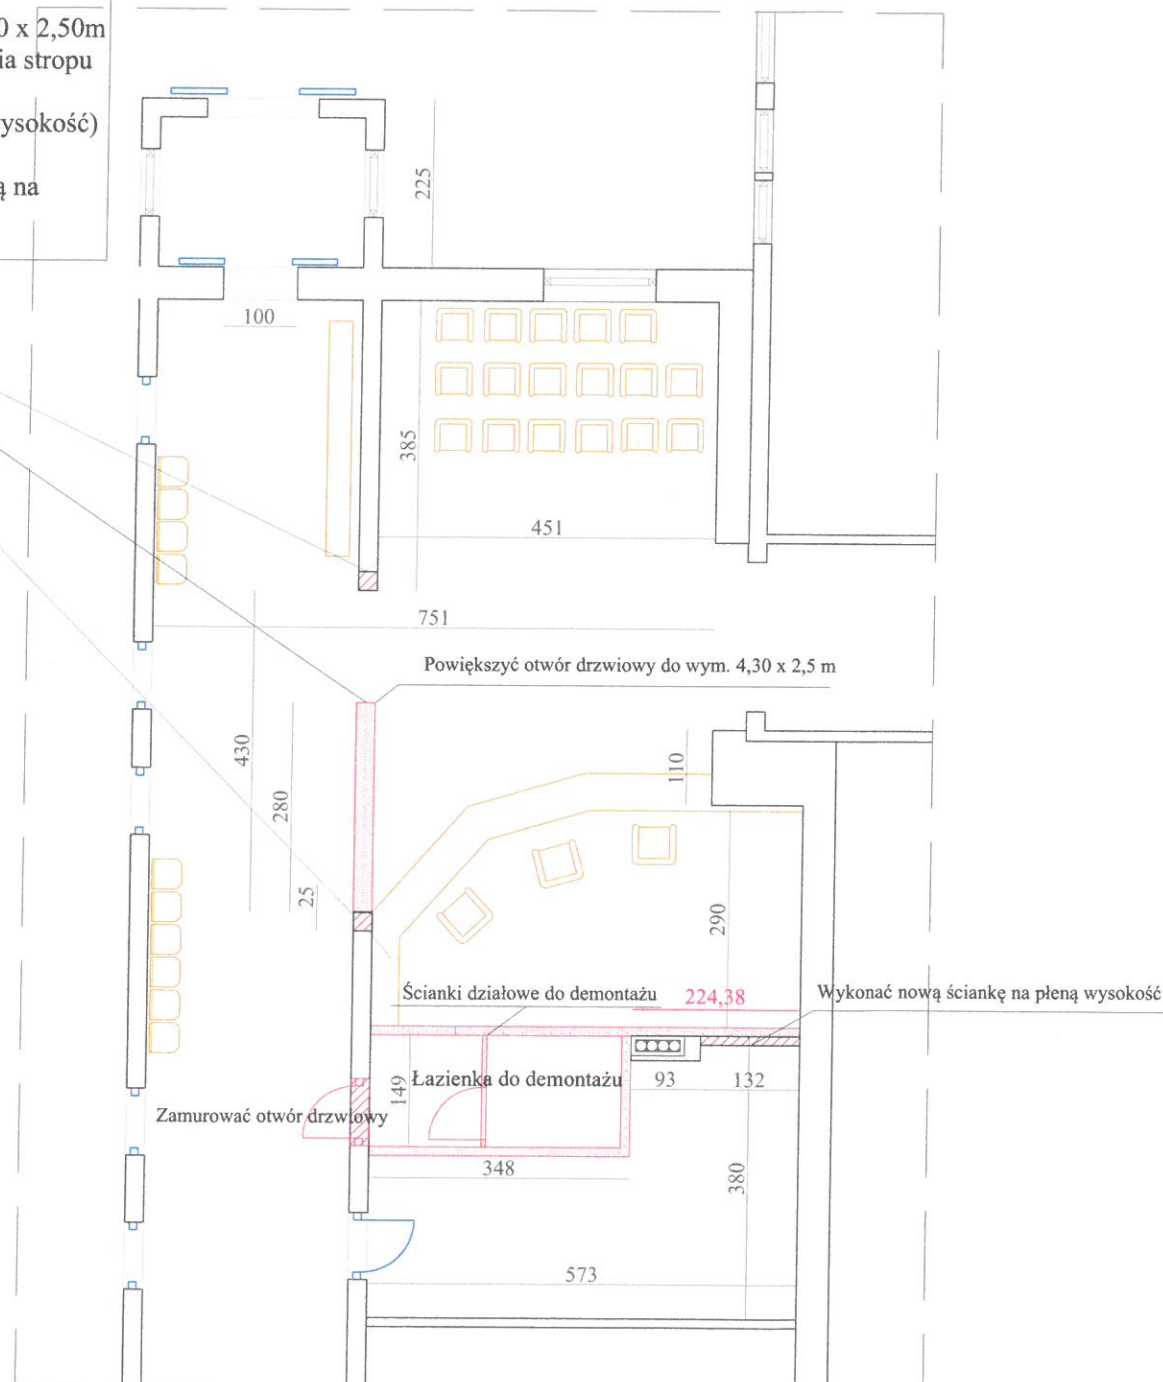 0 x 2,50m
ia stropu
ysokość)
ą na
225
100
385
451
751
Powiększyć otwór drzwiowy do wym. 4,30 x 2,5 m
430
280
110
25
290
Ścianki działowe do demontażu
224,38
Wykonać nową ściankę na płeną wysokość
149
Łazienka do demontażu
93
132
Zamurować otwór drzwiowy
348
380
573